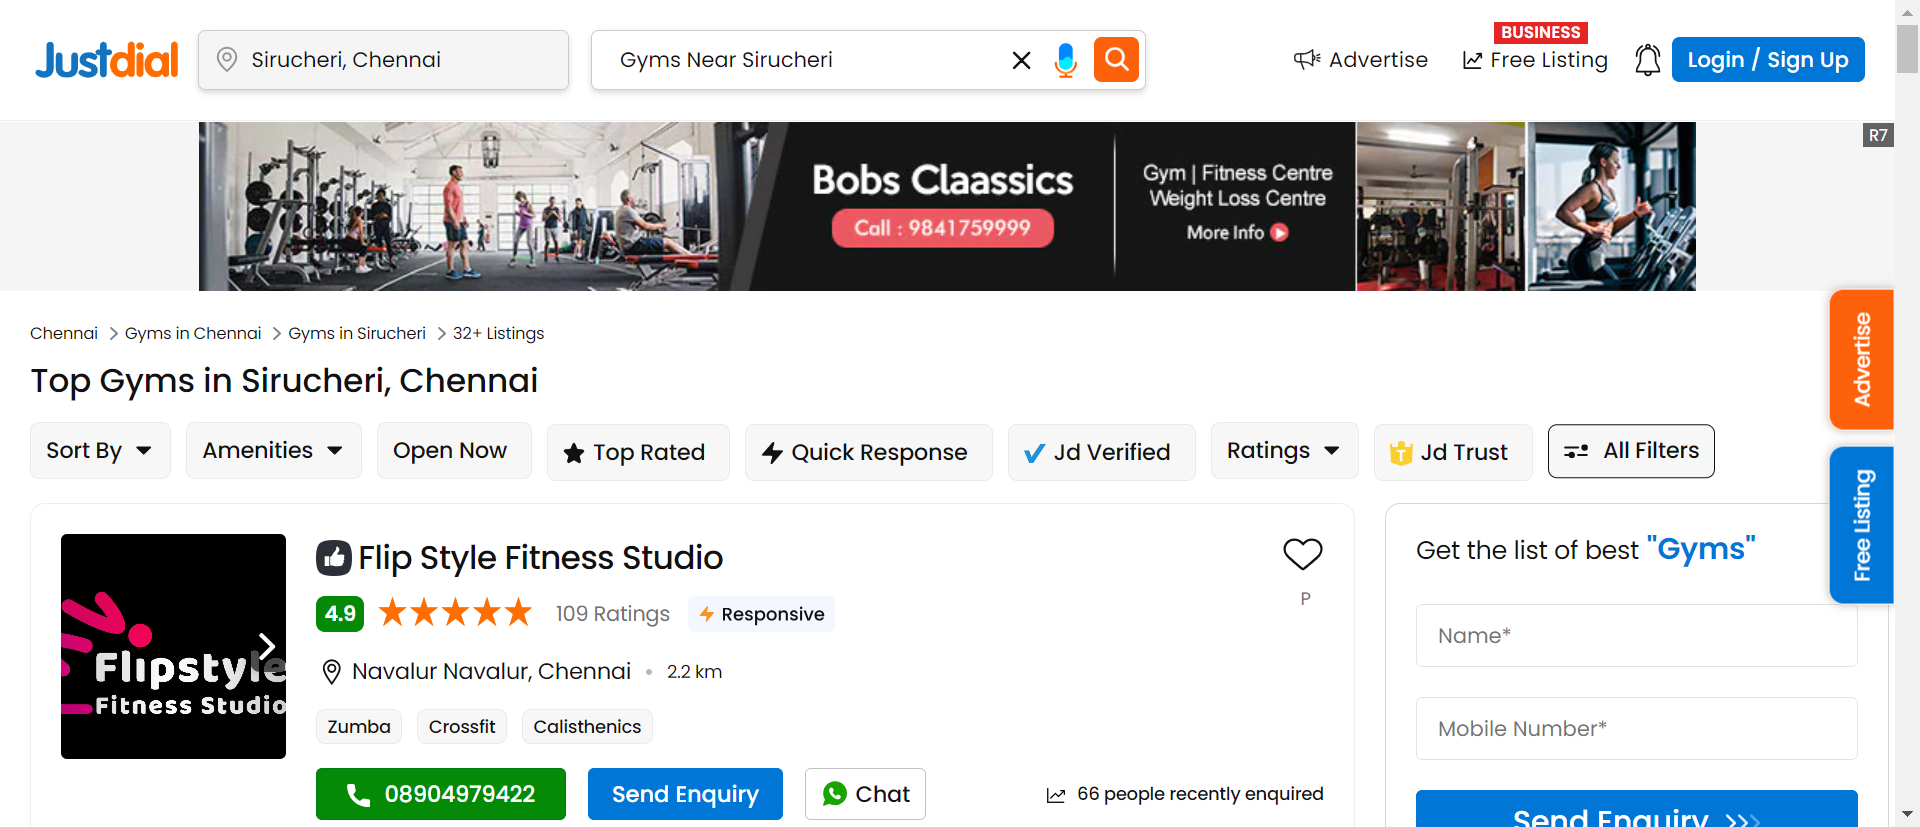 Justdial
Sirucheri, Chennai
Gyms Near Sirucheri
Advertise
BUSINESS
Free Listing
Login / Sign Up
R7
Bobs Claassics
Call : 9841759999
Gym | Fitness Centre
Weight Loss Centre
More Info
Chennai
Gyms in Chennai
Gyms in Sirucheri
32+ Listings
Top Gyms in Sirucheri, Chennai
Sort By
Amenities
Open Now
Top Rated
Quick Response
Jd Verified
Ratings
T
Jd Trust
All Filters
Advertise
Free Listing
Flipstyle
Fitness Studio
Flip Style Fitness Studio
4.9
109 Ratings
Responsive
Navalur Navalur, Chennai • 2.2 km
Zumba
Crossfit
Calisthenics
08904979422
Send Enquiry
Chat
66 people recently enquired
P
Get the list of best "Gyms"
Name*
Mobile Number*
Send Enquiry